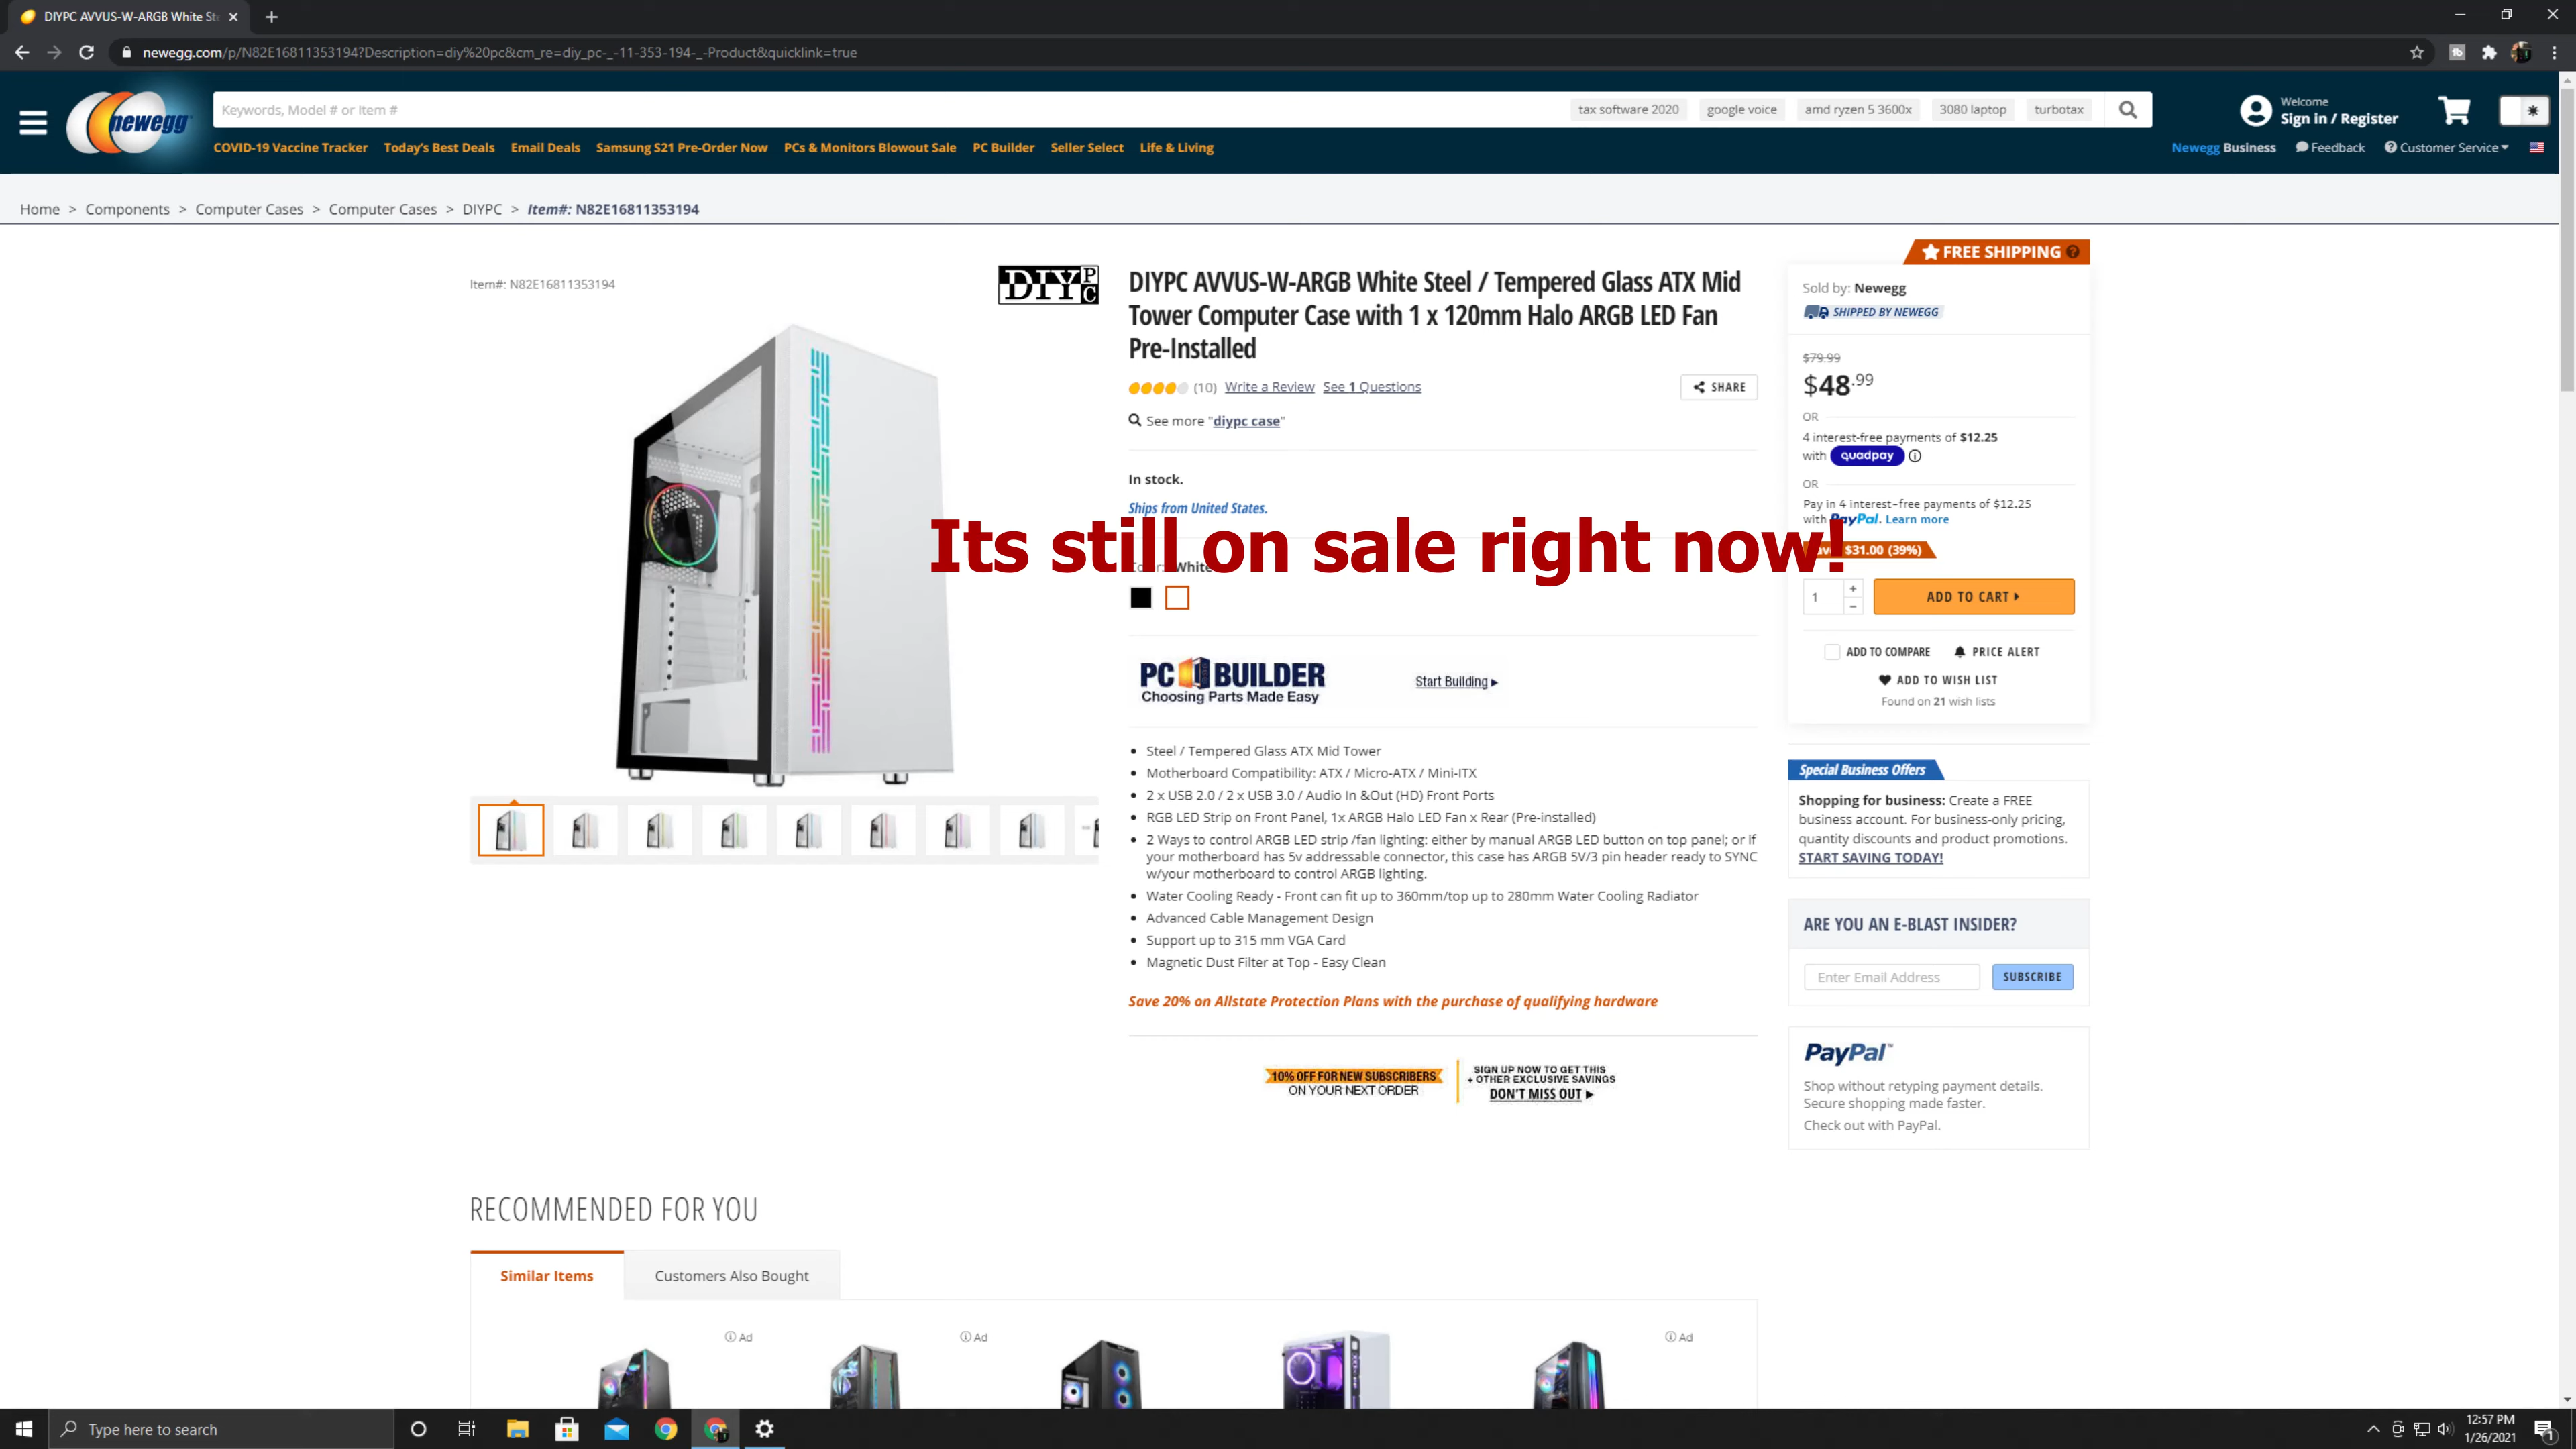 DIYPC AVVUS-W-ARGB White St
newegg.com/p/N82E16811353194?Description=diy%20pc&cm_re=diy_pc-_-11-353-194-_-Product&quicklink=true
newegg
Keywords, Model # or Item #
tax software 2020
google voice
amd ryzen 5 3600x
3080 laptop
turbotax
Welcome
Sign in / Register
COVID-19 Vaccine Tracker
Today's Best Deals
Email Deals
Samsung S21 Pre-Order Now
PCs & Monitors Blowout Sale
PC Builder
Seller Select
Life & Living
Newegg Business
Feedback
Customer Service
Home > Components > Computer Cases > Computer Cases > DIYPC > Item#: N82E16811353194
Item#: N82E16811353194
DIYPC
DIYPC AVVUS-W-ARGB White Steel / Tempered Glass ATX Mid
Tower Computer Case with 1 x 120mm Halo ARGB LED Fan
Pre-Installed
(10) Write a Review See 1 Questions
SHARE
See more "diypc case"
In stock.
Ships from United States.
Its still on sale right now!
White
PC BUILDER
Choosing Parts Made Easy
Start Building
• Steel / Tempered Glass ATX Mid Tower
• Motherboard Compatibility: ATX / Micro-ATX / Mini-ITX
• 2 x USB 2.0 / 2 x USB 3.0 / Audio In &Out (HD) Front Ports
• RGB LED Strip on Front Panel, 1x ARGB Halo LED Fan x Rear (Pre-installed)
• 2 Ways to control ARGB LED strip /fan lighting: either by manual ARGB LED button on top panel; or if
your motherboard has 5v addressable connector, this case has ARGB 5V/3 pin header ready to SYNC
w/your motherboard to control ARGB lighting.
• Water Cooling Ready - Front can fit up to 360mm/top up to 280mm Water Cooling Radiator
• Advanced Cable Management Design
• Support up to 315 mm VGA Card
• Magnetic Dust Filter at Top - Easy Clean
Save 20% on Allstate Protection Plans with the purchase of qualifying hardware
10% OFF FOR NEW SUBSCRIBERS
ON YOUR NEXT ORDER
SIGN UP NOW TO GET THIS
+ OTHER EXCLUSIVE SAVINGS
DON'T MISS OUT
FREE SHIPPING
Sold by: Newegg
SHIPPED BY NEWEGG
$79.99
$48.99
OR
4 interest-free payments of $12.25
with quadpay
OR
Pay in 4 interest-free payments of $12.25
with PayPal. Learn more
$31.00 (39%)
1
ADD TO CART
ADD TO COMPARE
PRICE ALERT
ADD TO WISH LIST
Found on 21 wish lists
Special Business Offers
Shopping for business: Create a FREE
business account. For business-only pricing,
quantity discounts and product promotions.
START SAVING TODAY!
ARE YOU AN E-BLAST INSIDER?
Enter Email Address
SUBSCRIBE
PayPal™
Shop without retyping payment details.
Secure shopping made faster.
Check out with PayPal.
RECOMMENDED FOR YOU
Similar Items
Customers Also Bought
Ad
Ad
Ad
Type here to search
12:57 PM
1/26/2021
1